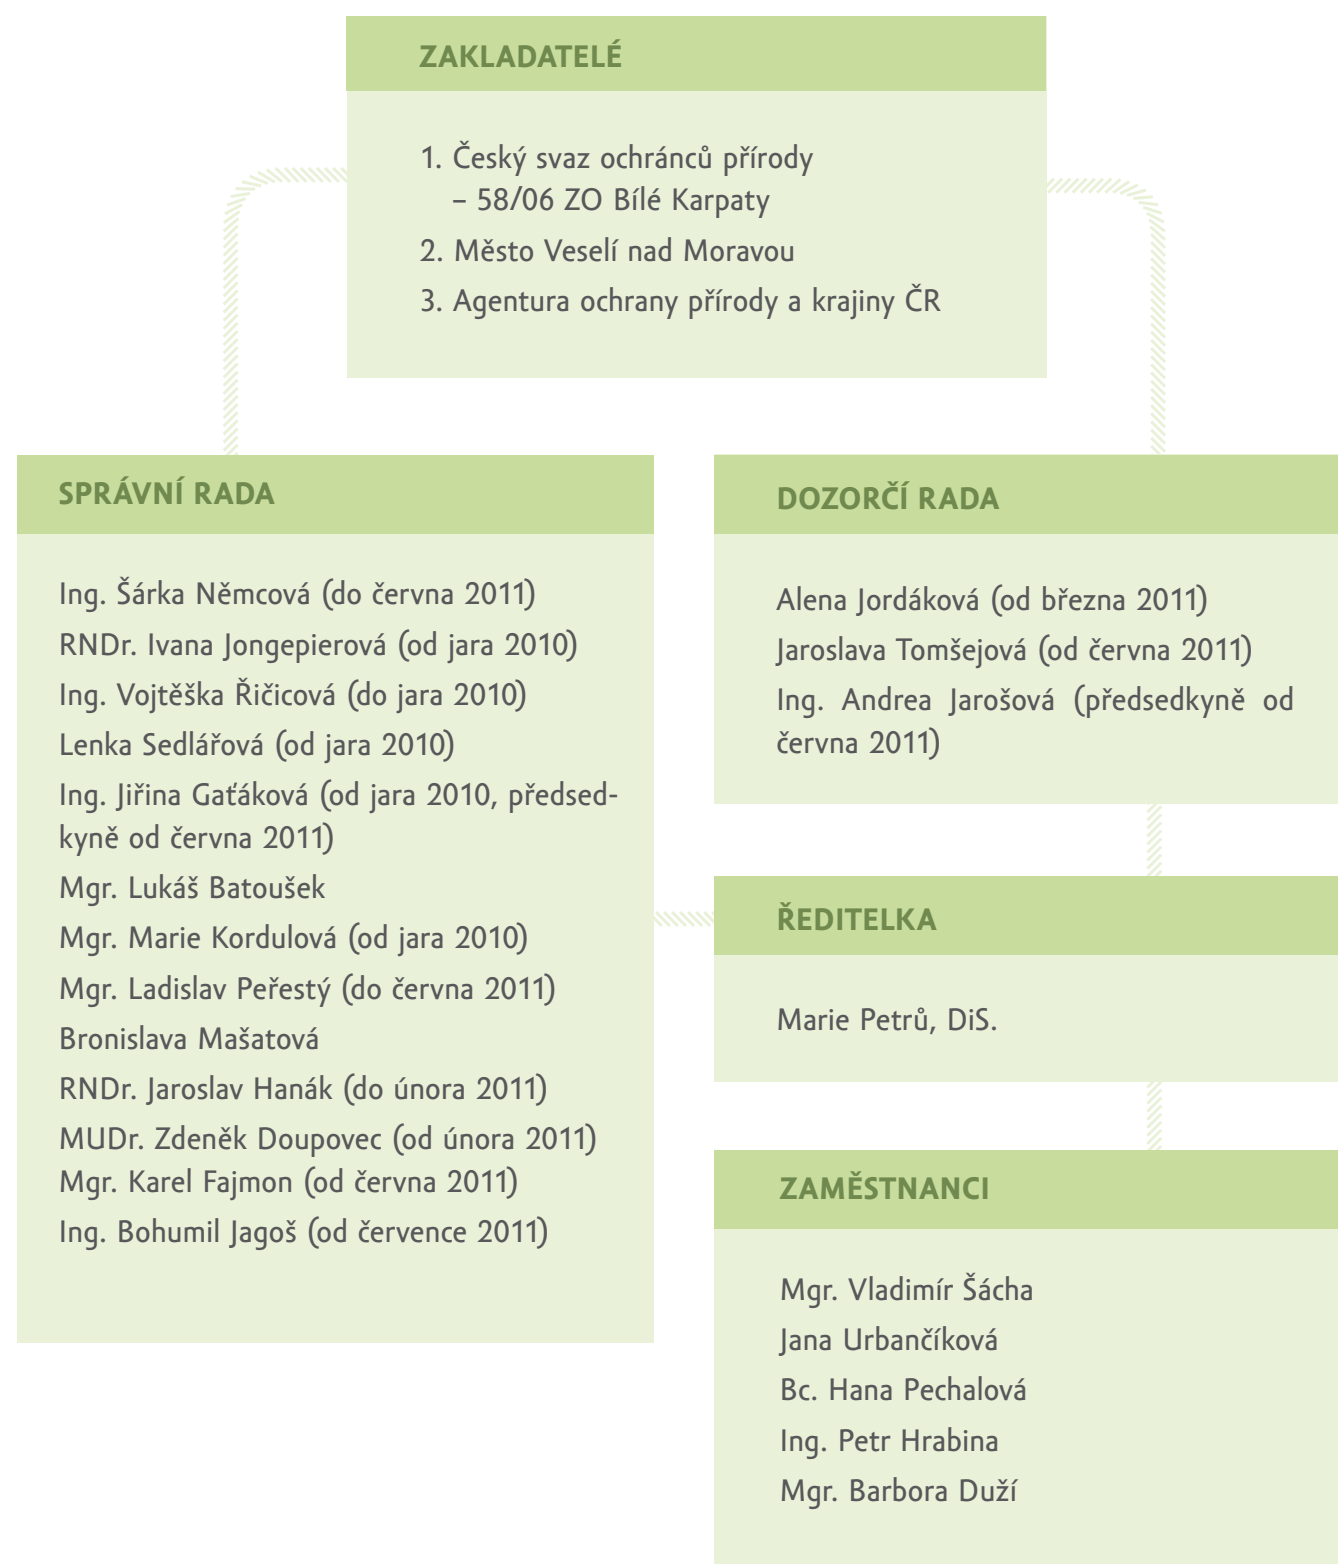 ZAKLADATELÉ
1. Český svaz ochránců přírody
– 58/06 ZO Bílé Karpaty
2. Město Veselí nad Moravou
3. Agentura ochrany přírody a krajiny ČR
SPRÁVNÍ RADA
Ing. Šárka Němcová (do června 2011)
RNDr. Ivana Jongepierová (od jara 2010)
Ing. Vojtěška Řičicová (do jara 2010)
Lenka Sedlářová (od jara 2010)
Ing. Jiřina Gaťáková (od jara 2010, předsed-
kyně od června 2011)
Mgr. Lukáš Batoušek
Mgr. Marie Kordulová (od jara 2010)
Mgr. Ladislav Peřestý (do června 2011)
Bronislava Mašatová
RNDr. Jaroslav Hanák (do února 2011)
MUDr. Zdeněk Doupovec (od února 2011)
Mgr. Karel Fajmon (od června 2011)
Ing. Bohumil Jagoš (od července 2011)
DOZORČÍ RADA
Alena Jordáková (od března 2011)
Jaroslava Tomšejová (od června 2011)
Ing. Andrea Jarošová (předsedkyně od
června 2011)
ŘEDITELKA
Marie Petrů, DiS.
ZAMĚSTNANCI
Mgr. Vladimír Šácha
Jana Urbančíková
Bc. Hana Pechalová
Ing. Petr Hrabina
Mgr. Barbora Duží